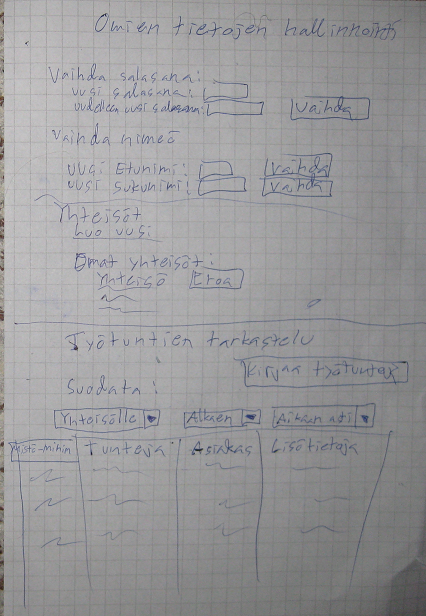 Omien tietojen hallinnointi
Vaihda salasana:
uusi salasana:
uudelleen uusi salasana:
Vaihda
Vaihda nimeä
uusi Etunimi:
Vaihda
uusi sukunimi:
Vaihda
Yhteisöt
luo uusi
Omat yhteisöt:
Yhteisö
Eroa
Työtuntien tarkastelu
Kirjaa työtunteja
Suodata:
Yhteisölle
Alkaen
Mistä-mihin
Tunteja
Asiakas
Lisätietoja